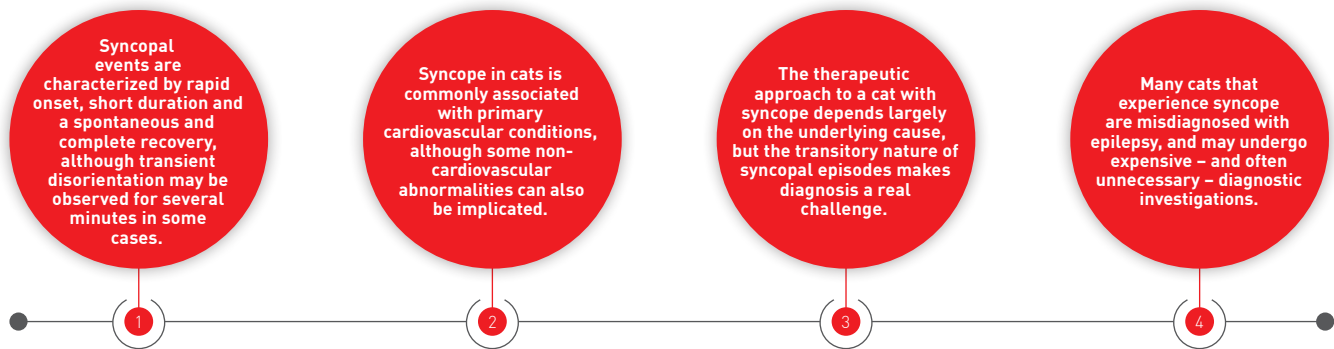 Syncopal
events are
characterized by rapid
onset, short duration and
a spontaneous and
complete recovery,
although transient
disorientation may be
observed for several
minutes in some
cases.
Syncope in cats is
commonly associated
with primary
cardiovascular conditions,
although some non-
cardiovascular
abnormalities can also
be implicated.
The therapeutic
approach to a cat with
syncope depends largely
on the underlying cause,
but the transitory nature of
syncopal episodes makes
diagnosis a real
challenge.
Many cats that
experience syncope
are misdiagnosed with
epilepsy, and may undergo
expensive – and often
unnecessary – diagnostic
investigations.
1
2
3
4